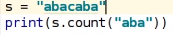 s = "abacaba"
print(s.count("aba"))